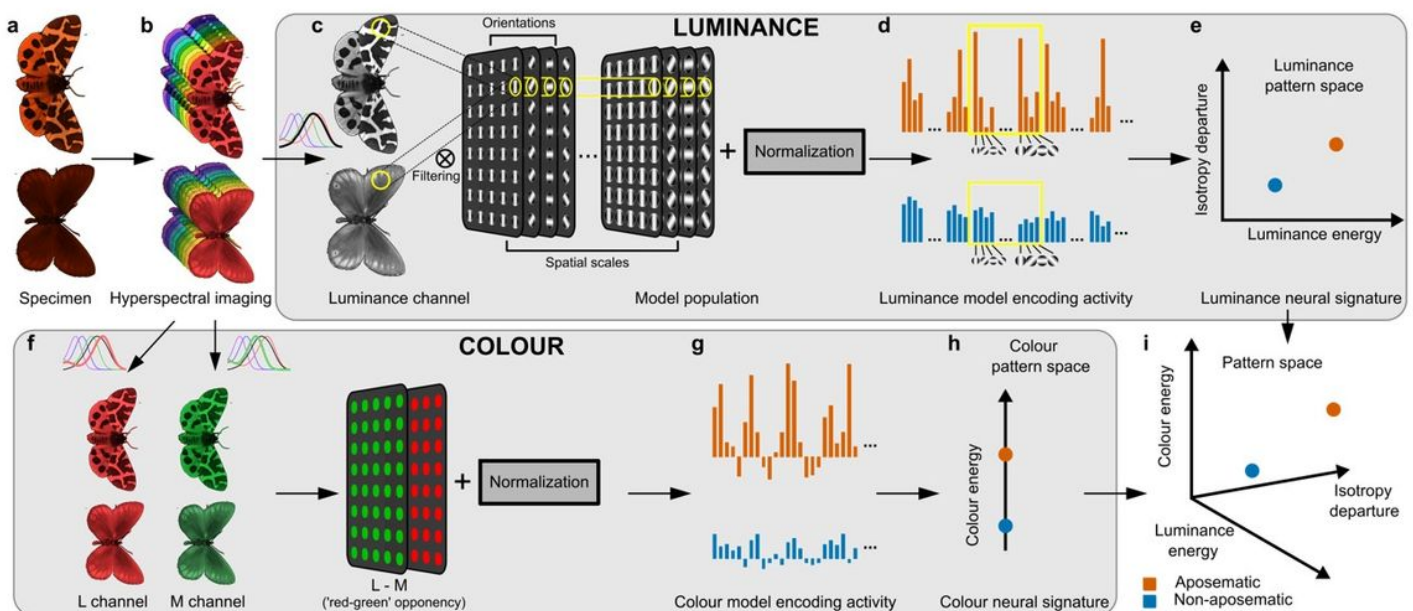 a
b
c
Orientations
LUMINANCE
d
e
Filtering
...
Spatial scales
+
Normalization
... ... ... ...
... ... ... ...
Isotropy departure
Luminance
pattern space
Luminance energy
Specimen
Hyperspectral imaging
Luminance channel
Model population
Luminance model encoding activity
Luminance neural signature
f
COLOUR
g
h
i
L channel
M channel
L - M
('red-green' opponency)
+
Normalization
...
...
Colour model encoding activity
Colour
pattern space
Colour energy
Colour neural signature
Pattern space
Colour energy
Isotropy
departure
Luminance
energy
Aposematic
Non-aposematic